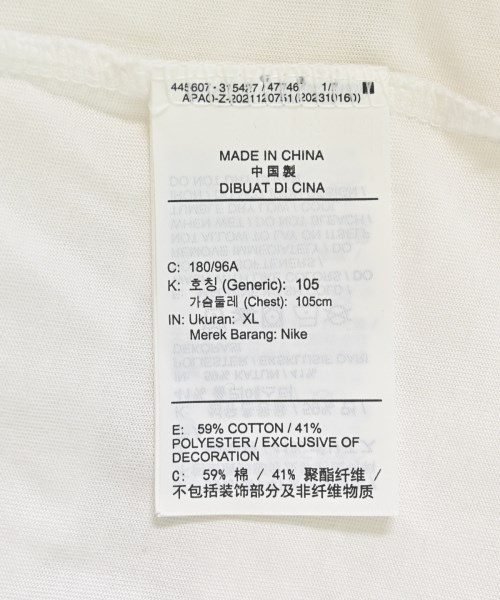 MADE IN CHINA
中国製
DIBUAT DI CINA
C: 180/96A
K: 호칭 (Generic): 105
가슴둘레 (Chest): 105cm
IN: Ukuran: XL
Merek Barang: Nike
E: 59% COTTON / 41%
POLYESTER / EXCLUSIVE OF
DECORATION
C: 59% 棉 / 41% 聚酯纤维 /
不包括装饰部分及非纤维物质